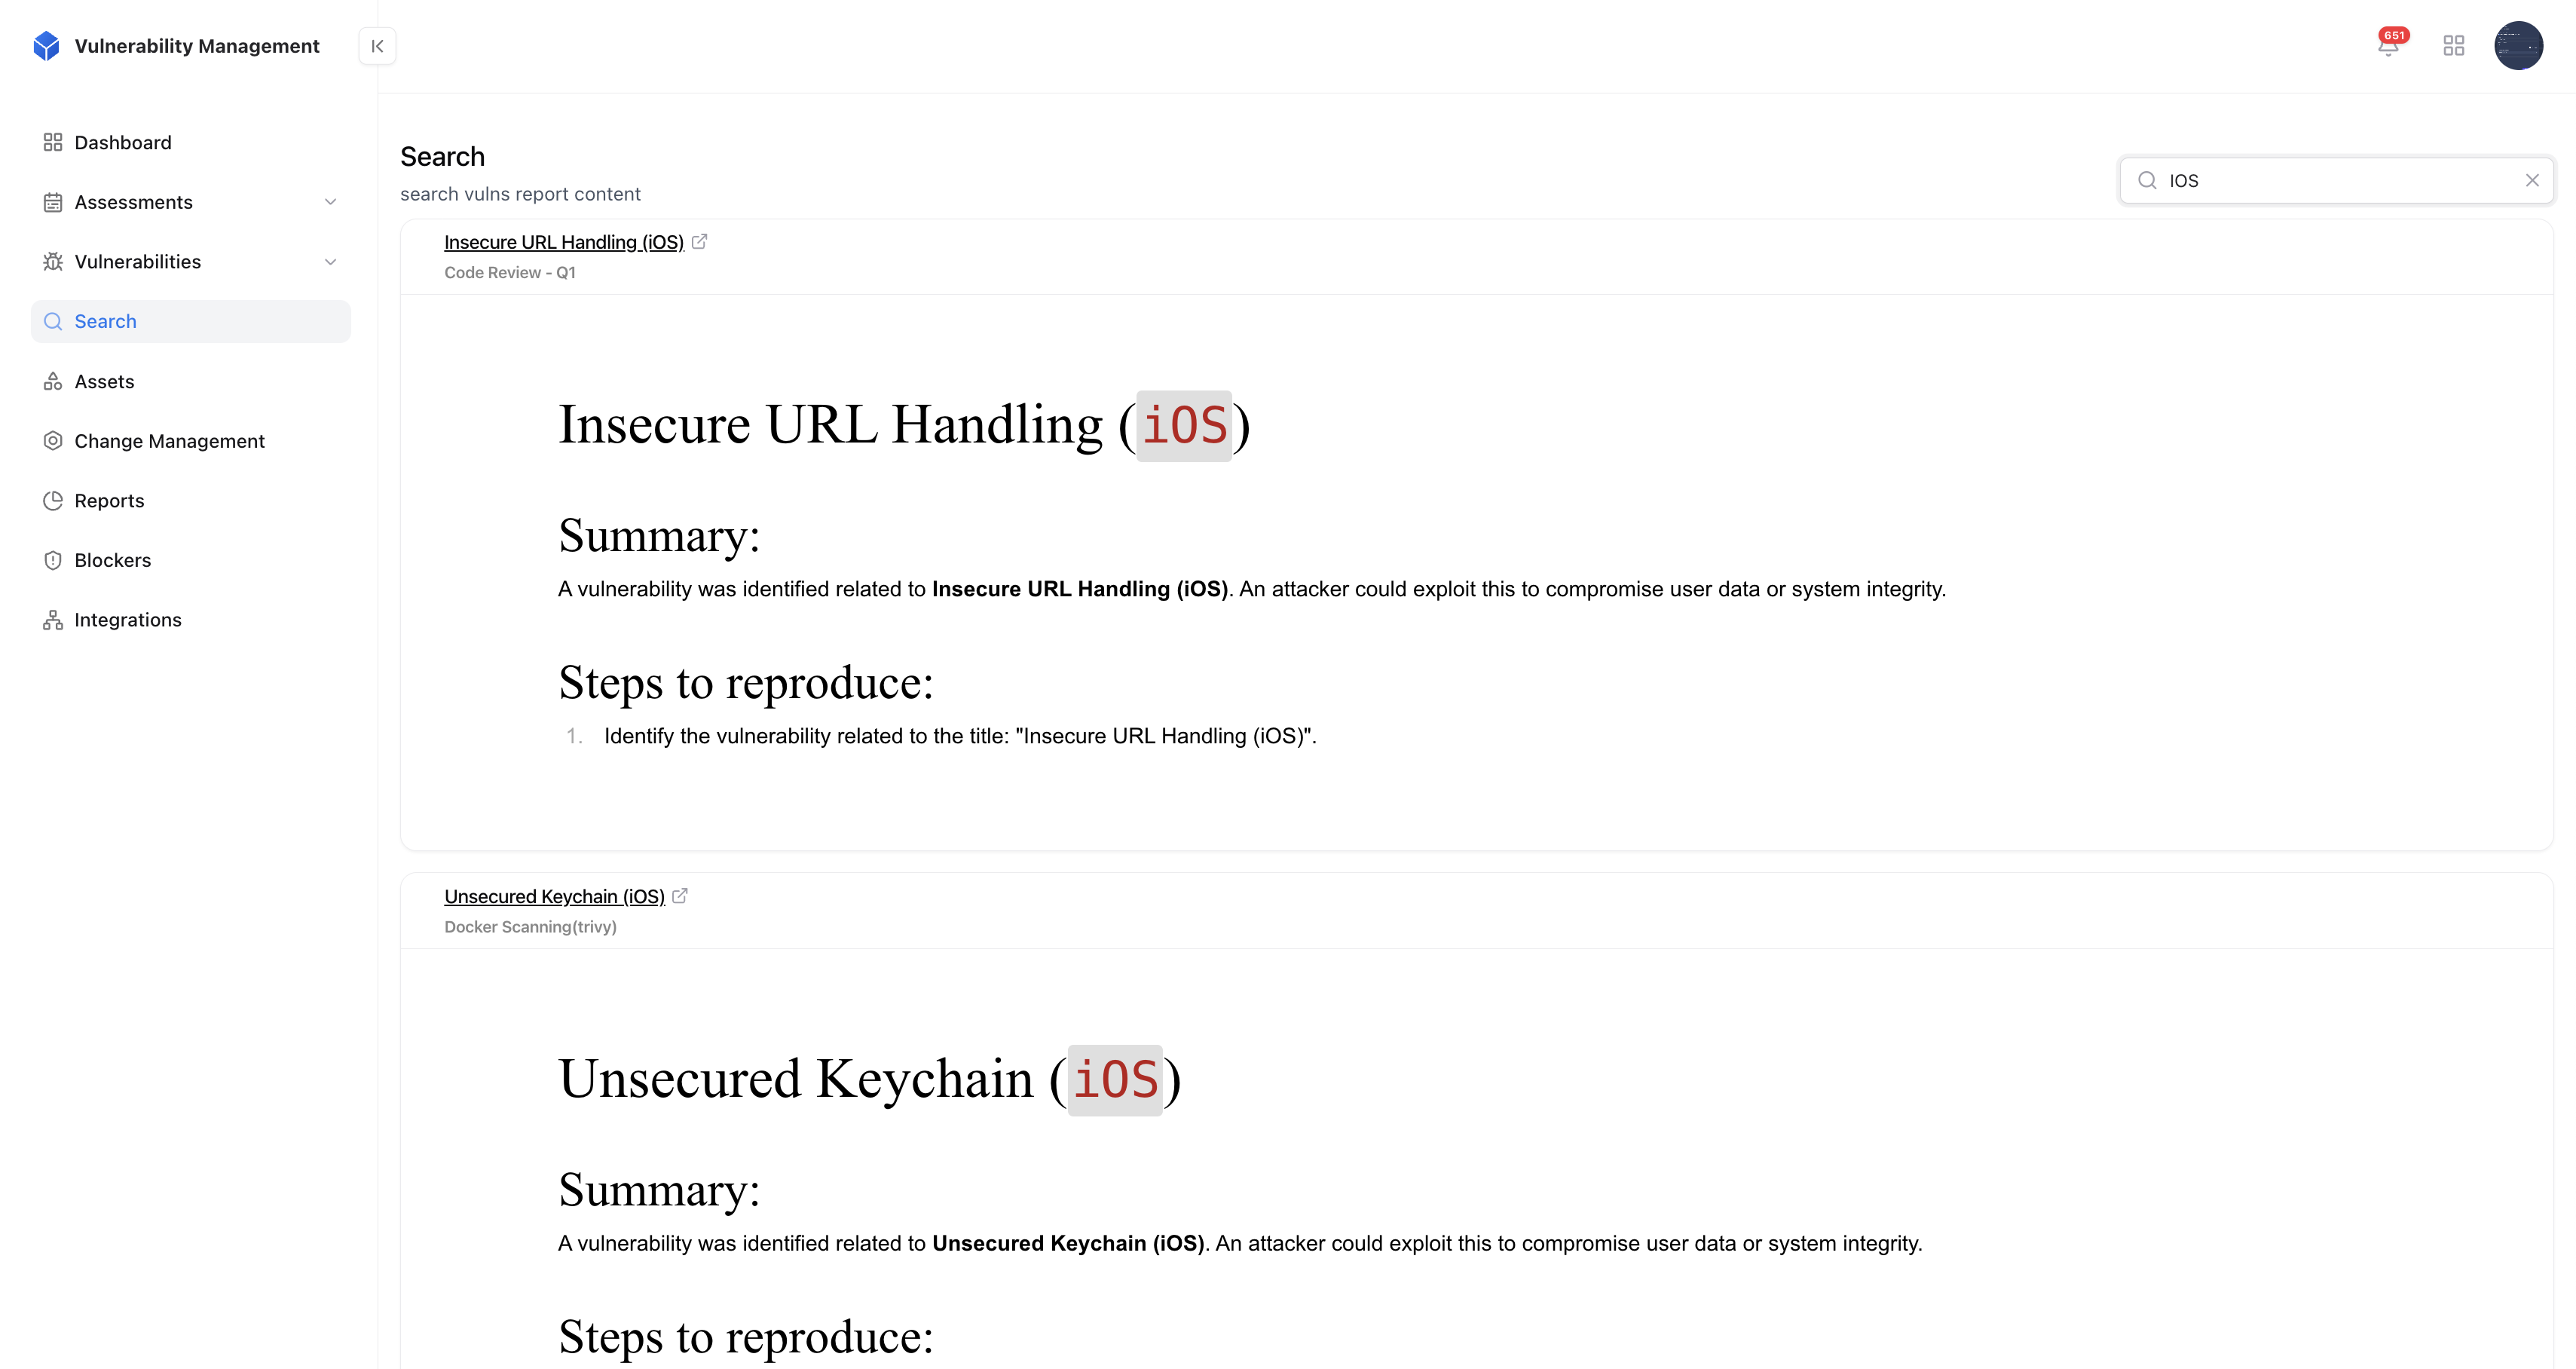 Vulnerability Management
651
Dashboard
Assessments
Vulnerabilities
Search
Assets
Change Management
Reports
Blockers
Integrations
Search
search vulns report content
IOS
Insecure URL Handling (iOS)
Code Review - Q1
Insecure URL Handling (iOS)
Summary:
A vulnerability was identified related to Insecure URL Handling (iOS). An attacker could exploit this to compromise user data or system integrity.
Steps to reproduce:
1. Identify the vulnerability related to the title: "Insecure URL Handling (iOS)".
Unsecured Keychain (iOS)
Docker Scanning(trivy)
Unsecured Keychain (iOS)
Summary:
A vulnerability was identified related to Unsecured Keychain (iOS). An attacker could exploit this to compromise user data or system integrity.
Steps to reproduce: